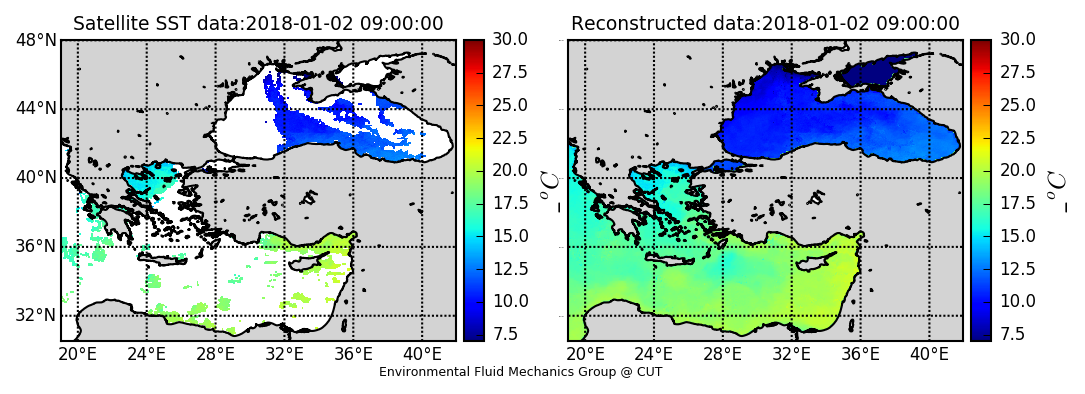 Satellite SST data:2018-01-02 09:00:00
48°N
44°N
40°N
36°N
32°N
20°E 24°E 28°E 32°E 36°E 40°E
30.0
27.5
25.0
22.5
20.0
17.5
15.0
12.5
10.0
7.5
_ °C
Reconstructed data:2018-01-02 09:00:00
20°E 24°E 28°E 32°E 36°E 40°E
30.0
27.5
25.0
22.5
20.0
17.5
15.0
12.5
10.0
7.5
_ °C
Environmental Fluid Mechanics Group @ CUT